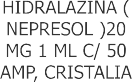 HIDRALAZINA (
NEPRESOL )20
MG 1 ML C/ 50
AMP, CRISTALIA